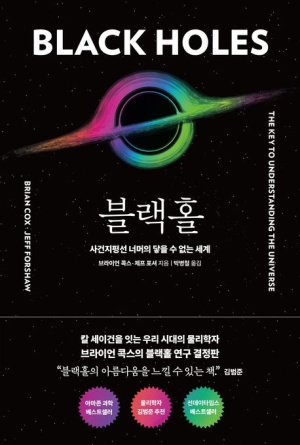 BLACK HOLES
THE KEY TO UNDERSTANDING THE UNIVERSE
BRIAN COX · JEFF FORSHAW
블랙홀
사건지평선 너머의 닿을 수 없는 세계
브라이언 콕스·제프 포셔 지음 | 박병철 옮김
칼 세이건을 잇는 우리 시대의 물리학자
브라이언 콕스의 블랙홀 연구 결정판
“블랙홀의 아름다움을 느낄 수 있는 책.” 김범준
아마존 과학
베스트셀러
물리학자
김범준 추천
선데이타임스
베스트셀러